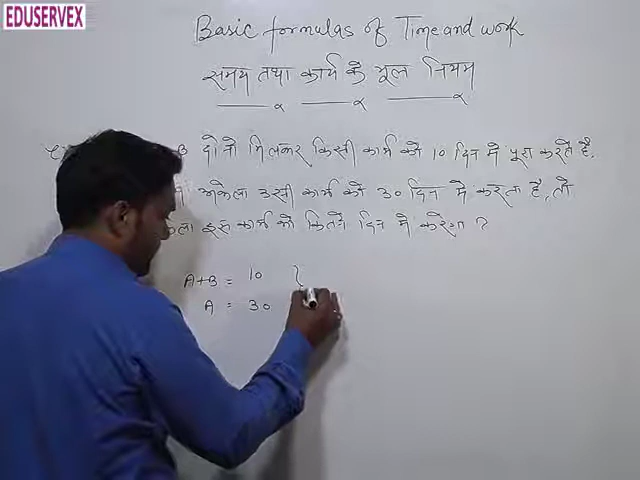 EDUSERVEX
Basic formulas of Time and work
समय तथा कार्य के मूल नियम
B दोनो मिलकर किसी कार्य को 10 दिन मे पूरा करते है.
अकेला उसी कार्य को 30 दिन मे करता है, तो
इस कार्य को कितने दिन मे करेगा ?
A+B = 10
A = 30